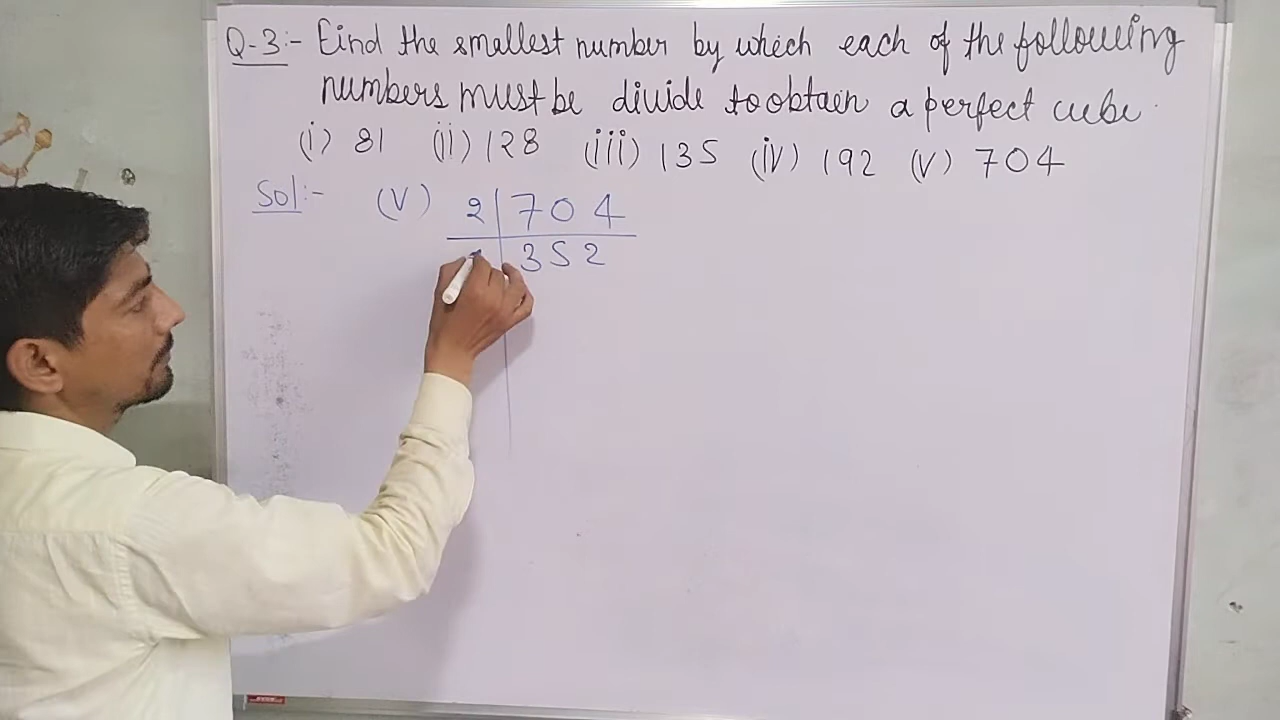 Q-3:- Find the smallest number by which each of the following
numbers must be divide to obtain a perfect cube.
(i) 81 (ii) 128 (iii) 135 (iv) 192 (v) 704
Sol:- (V) 2 | 704
352